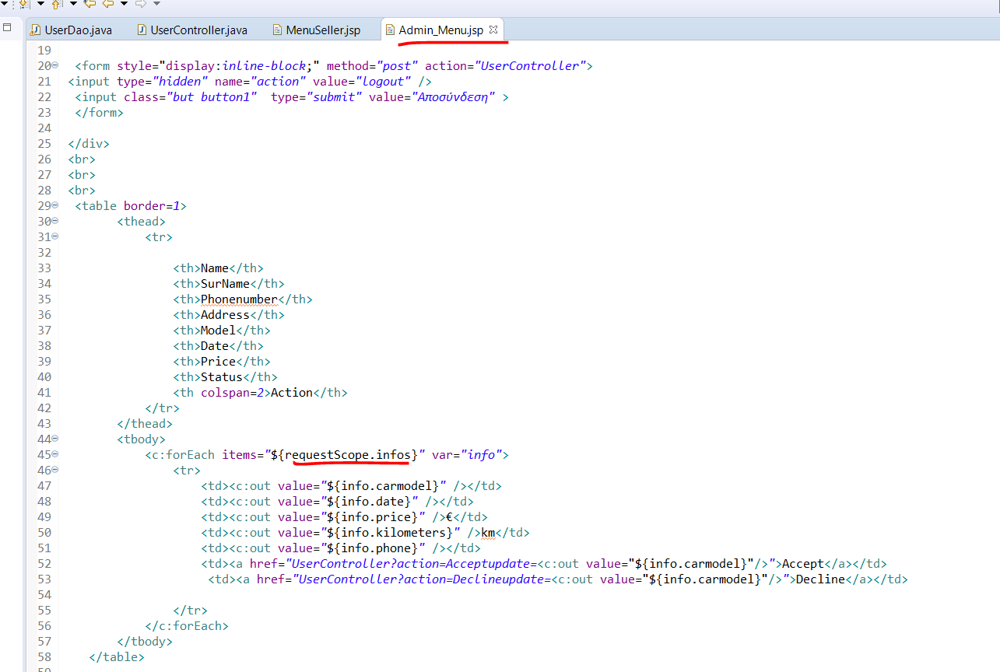 UserDao.java UserController.java MenuSeller.jsp Admin_Menu.jsp
19
20 <form style="display:inline-block;" method="post" action="UserController">
21 <input type="hidden" name="action" value="logout" />
22 <input class="but button1"  type="submit" value="Αποσύνδεση" >
23 </form>
24
25 </div>
26 <br>
27 <br>
28 <br>
29 <table border=1>
30 <thead>
31 <tr>
32
33 <th>Name</th>
34 <th>SurName</th>
35 <th>Phonenumber</th>
36 <th>Address</th>
37 <th>Model</th>
38 <th>Date</th>
39 <th>Price</th>
40 <th>Status</th>
41 <th colspan=2>Action</th>
42 </tr>
43 </thead>
44 <tbody>
45 <c:forEach items="${requestScope.infos}" var="info">
46 <tr>
47 <td><c:out value="${info.carmodel}" /></td>
48 <td><c:out value="${info.date}" /></td>
49 <td><c:out value="${info.price}" />€</td>
50 <td><c:out value="${info.kilometers}" />km</td>
51 <td><c:out value="${info.phone}" /></td>
52 <td><a href="UserController?action=Acceptupdate=<c:out value="${info.carmodel}"/>">Accept</a></td>
53 <td><a href="UserController?action=Declineupdate=<c:out value="${info.carmodel}"/>">Decline</a></td>
54
55 </tr>
56 </c:forEach>
57 </tbody>
58 </table>